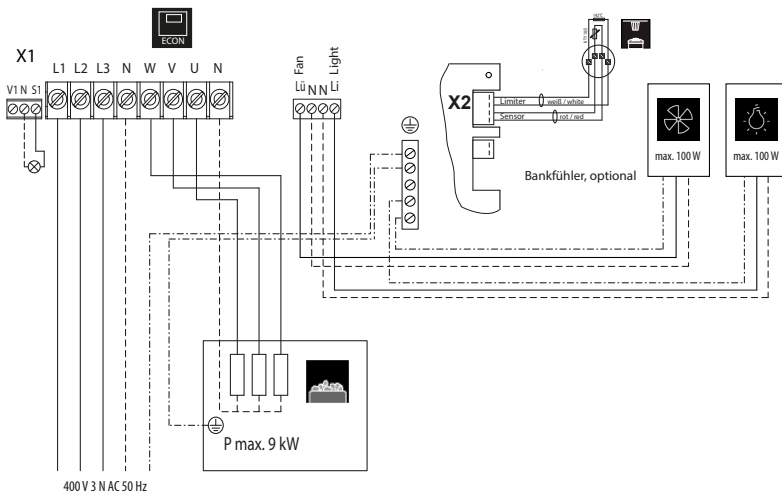 ECON
X1
V1 N S1
L1 L2 L3 N W V U N
Fan
Light
Lü N N Li
X2
Limiter
weiß / white
Sensor
rot / red
142°C
Bankfühler, optional
max. 100 W
max. 100 W
P max. 9 kW
400 V 3 N AC 50 Hz